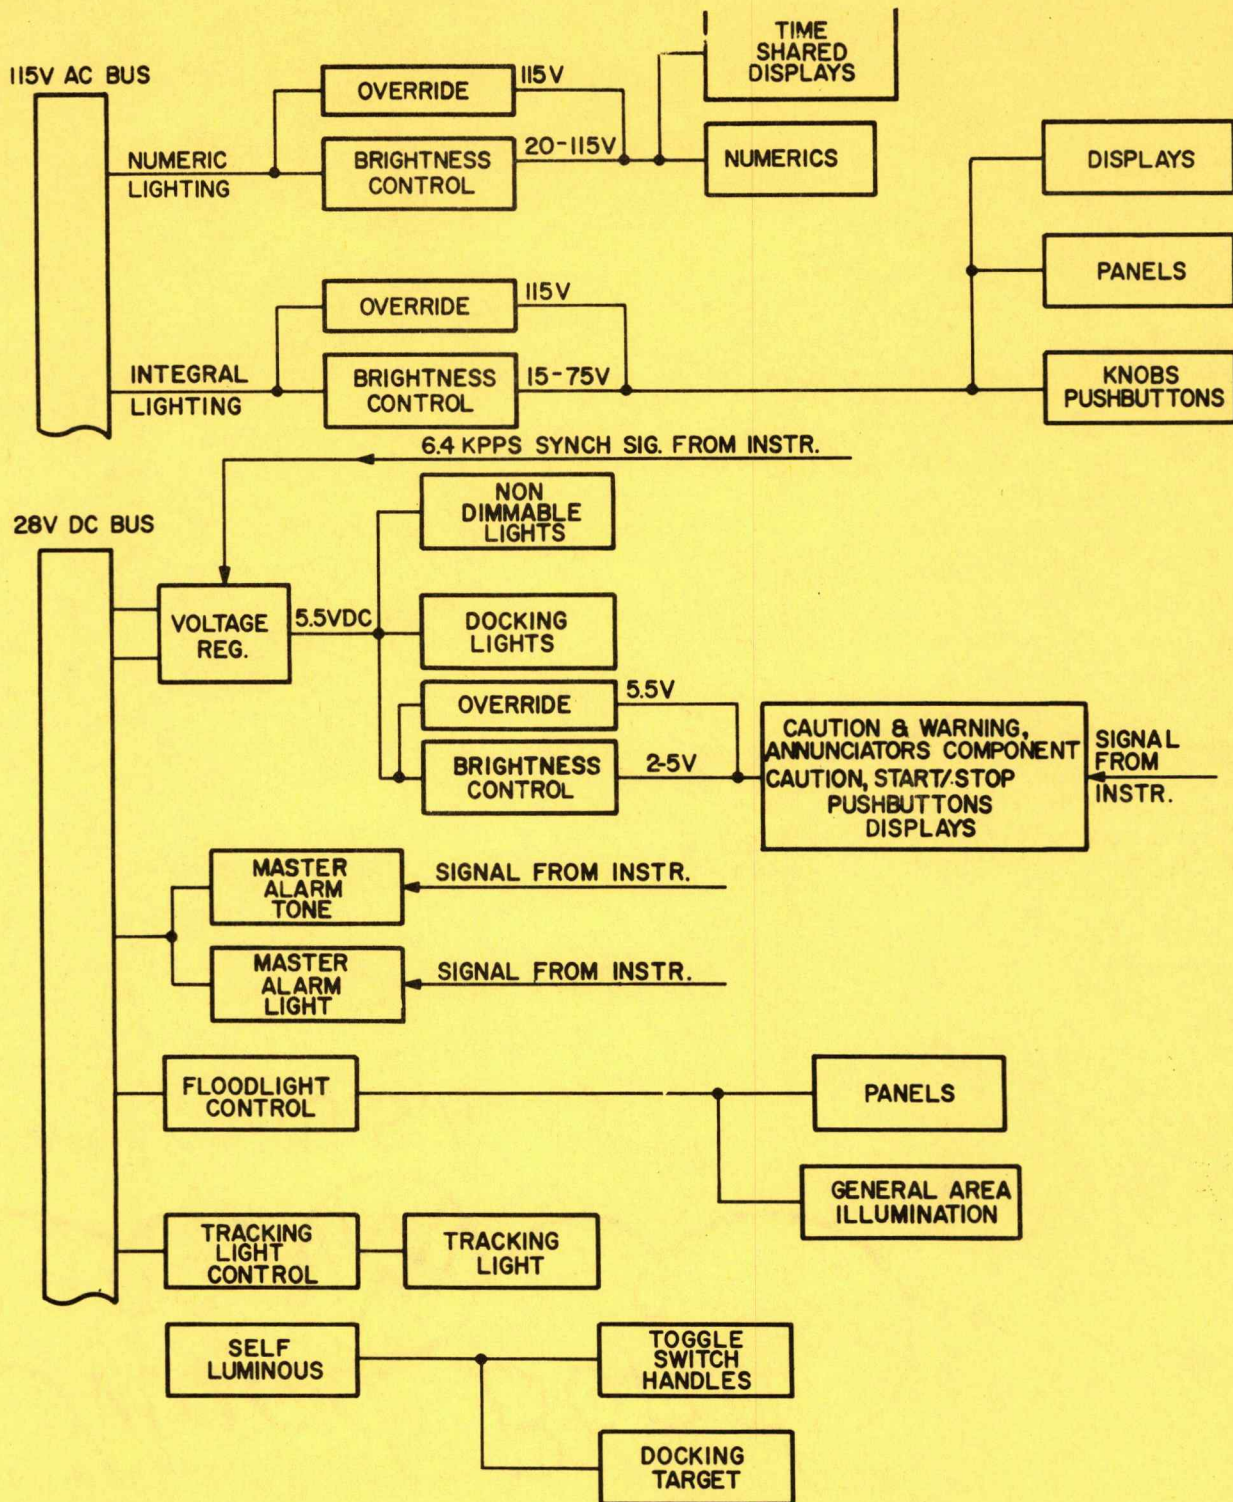 TIME
SHARED
DISPLAYS
115V AC BUS
OVERRIDE
115V
NUMERIC
LIGHTING
BRIGHTNESS
CONTROL
20-115V
NUMERICS
DISPLAYS
OVERRIDE
115V
PANELS
INTEGRAL
LIGHTING
BRIGHTNESS
CONTROL
15-75V
KNOBS
PUSHBUTTONS
6.4 KPPS SYNCH SIG. FROM INSTR.
28V DC BUS
NON
DIMMABLE
LIGHTS
VOLTAGE
REG.
5.5VDC
DOCKING
LIGHTS
OVERRIDE
5.5V
BRIGHTNESS
CONTROL
2-5V
CAUTION & WARNING,
ANNUNCIATORS COMPONENT
CAUTION, START/STOP
PUSHBUTTONS
DISPLAYS
SIGNAL
FROM
INSTR.
MASTER
ALARM
TONE
SIGNAL FROM INSTR.
MASTER
ALARM
LIGHT
SIGNAL FROM INSTR.
FLOODLIGHT
CONTROL
PANELS
GENERAL AREA
ILLUMINATION
TRACKING
LIGHT
CONTROL
TRACKING
LIGHT
SELF
LUMINOUS
TOGGLE
SWITCH
HANDLES
DOCKING
TARGET